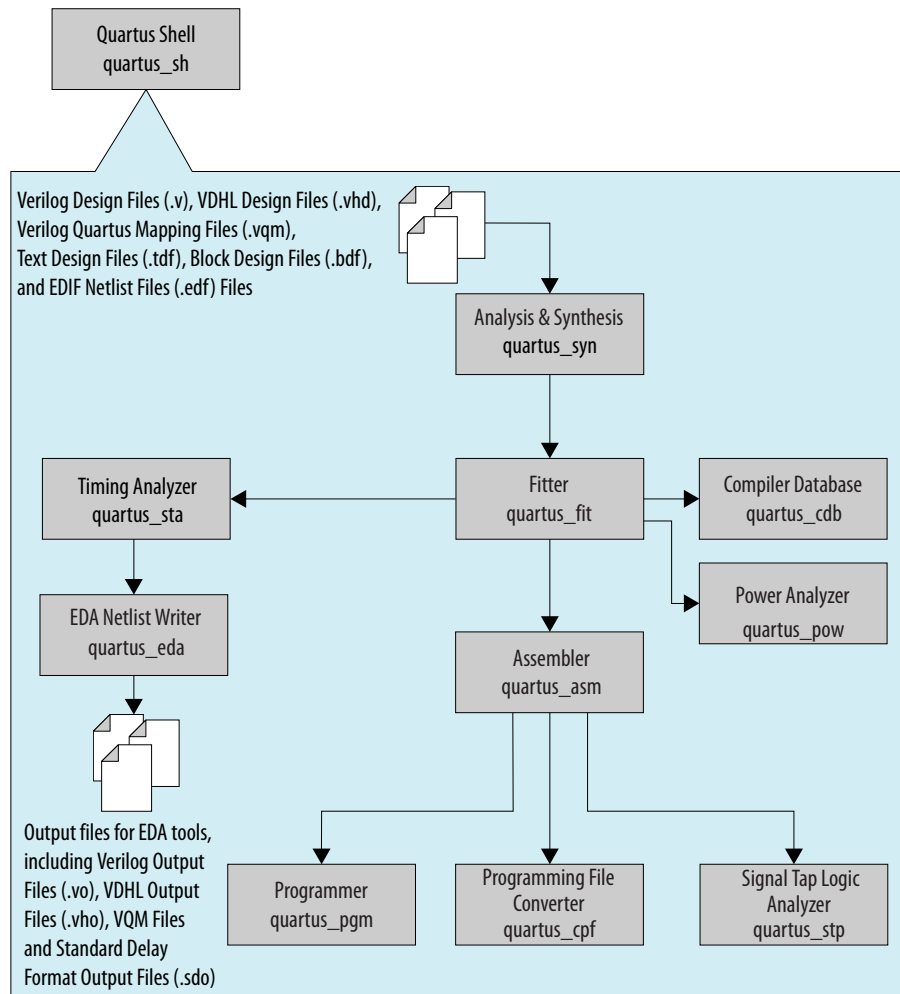 Quartus Shell
quartus_sh
Verilog Design Files (.v), VDHL Design Files (.vhd),
Verilog Quartus Mapping Files (.vqm),
Text Design Files (.tdf), Block Design Files (.bdf),
and EDIF Netlist Files (.edf) Files
Analysis & Synthesis
quartus_syn
Timing Analyzer
quartus_sta
Fitter
quartus_fit
Compiler Database
quartus_cdb
EDA Netlist Writer
quartus_eda
Power Analyzer
quartus_pow
Assembler
quartus_asm
Output files for EDA tools,
including Verilog Output
Files (.vo), VDHL Output
Files (.vho), VQM Files
and Standard Delay
Format Output Files (.sdo)
Programmer
quartus_pgm
Programming File
Converter
quartus_cpf
Signal Tap Logic
Analyzer
quartus_stp